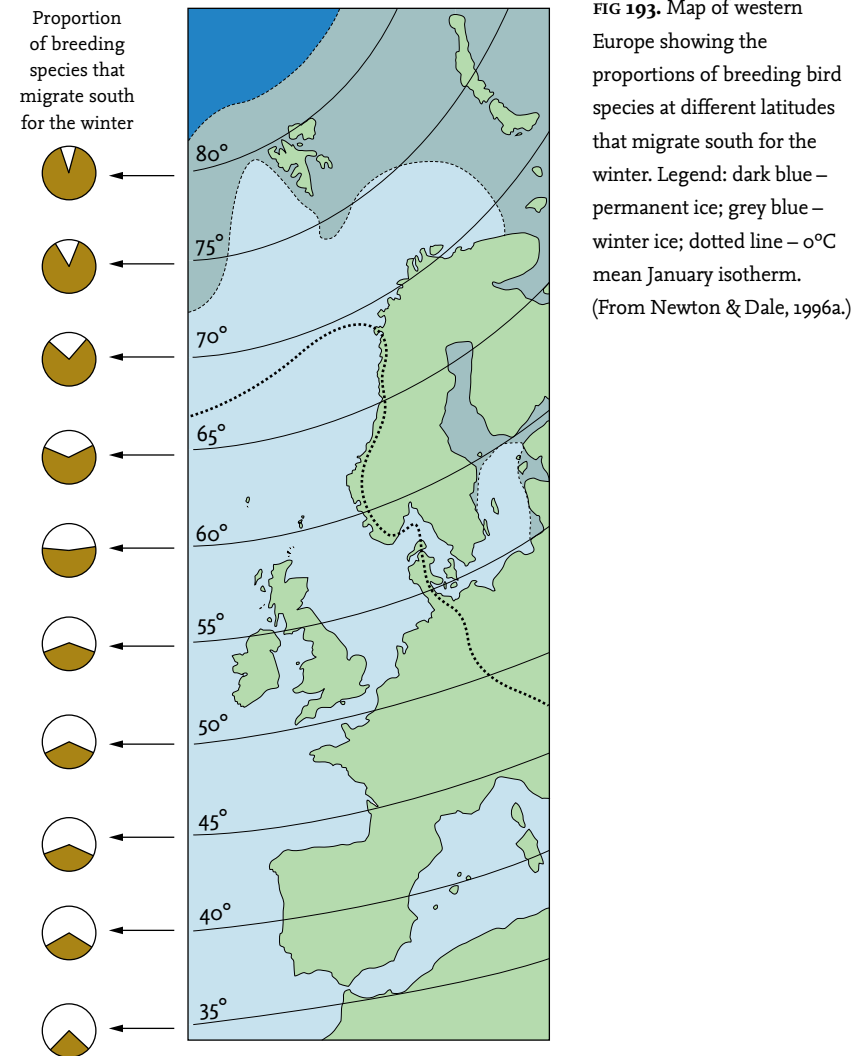 Proportion
of breeding
species that
migrate south
for the winter
80°
75°
70°
65°
60°
55°
50°
45°
40°
35°
FIG 193. Map of western
Europe showing the
proportions of breeding bird
species at different latitudes
that migrate south for the
winter. Legend: dark blue –
permanent ice; grey blue –
winter ice; dotted line – 0°C
mean January isotherm.
(From Newton & Dale, 1996a.)